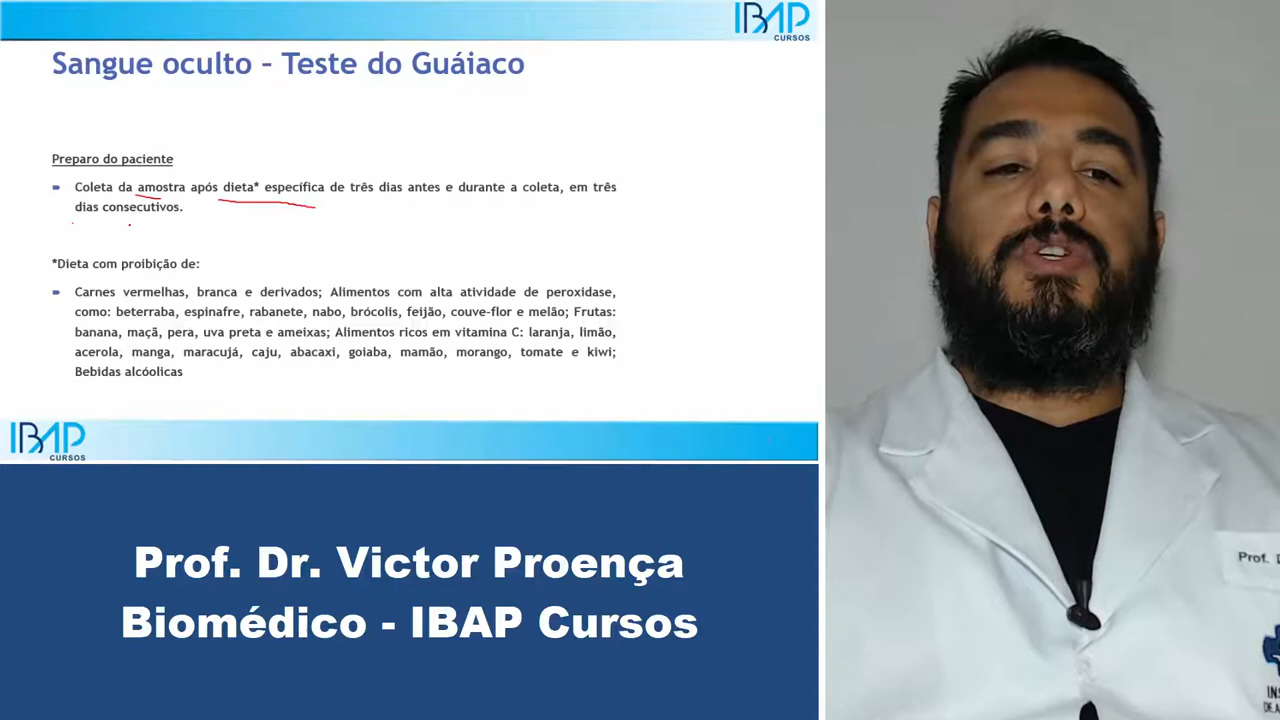 IBAP
CURSOS
Sangue oculto – Teste do Guáiaco
Preparo do paciente
Coleta da amostra após dieta* específica de três dias antes e durante a coleta, em três
dias consecutivos.
*Dieta com proibição de:
Carnes vermelhas, branca e derivados; Alimentos com alta atividade de peroxidase,
como: beterraba, espinafre, rabanete, nabo, brócolis, feijão, couve-flor e melão; Frutas:
banana, maçã, pera, uva preta e ameixas; Alimentos ricos em vitamina C: laranja, limão,
acerola, manga, maracujá, caju, abacaxi, goiaba, mamão, morango, tomate e kiwi;
Bebidas alcóolicas
IBAP
CURSOS
Prof. Dr. Victor Proença
Biomédico - IBAP Cursos
Prof.